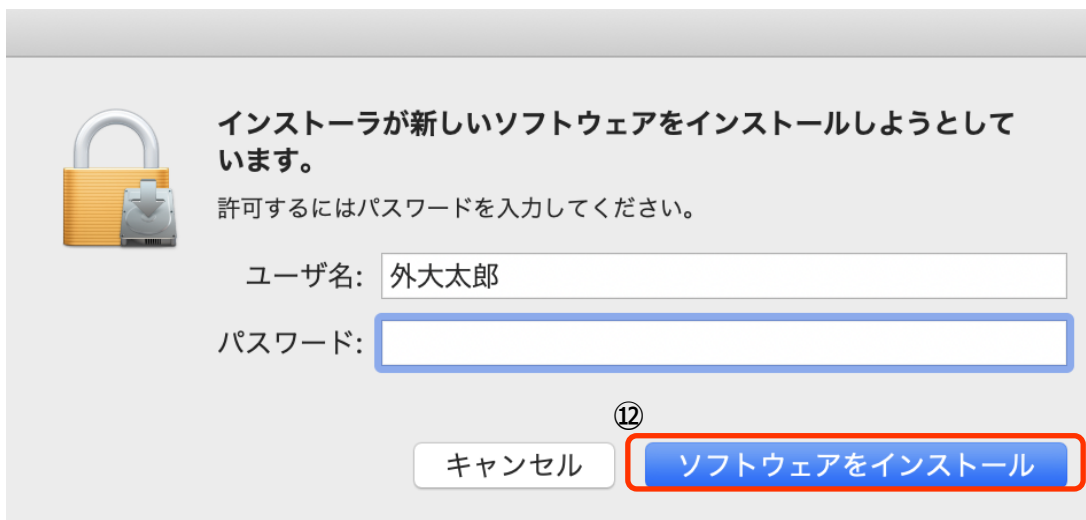 インストーラが新しいソフトウェアをインストールしようとして
います。
許可するにはパスワードを入力してください。
ユーザ名: 外大太郎
パスワード:
⑫
キャンセル ソフトウェアをインストール